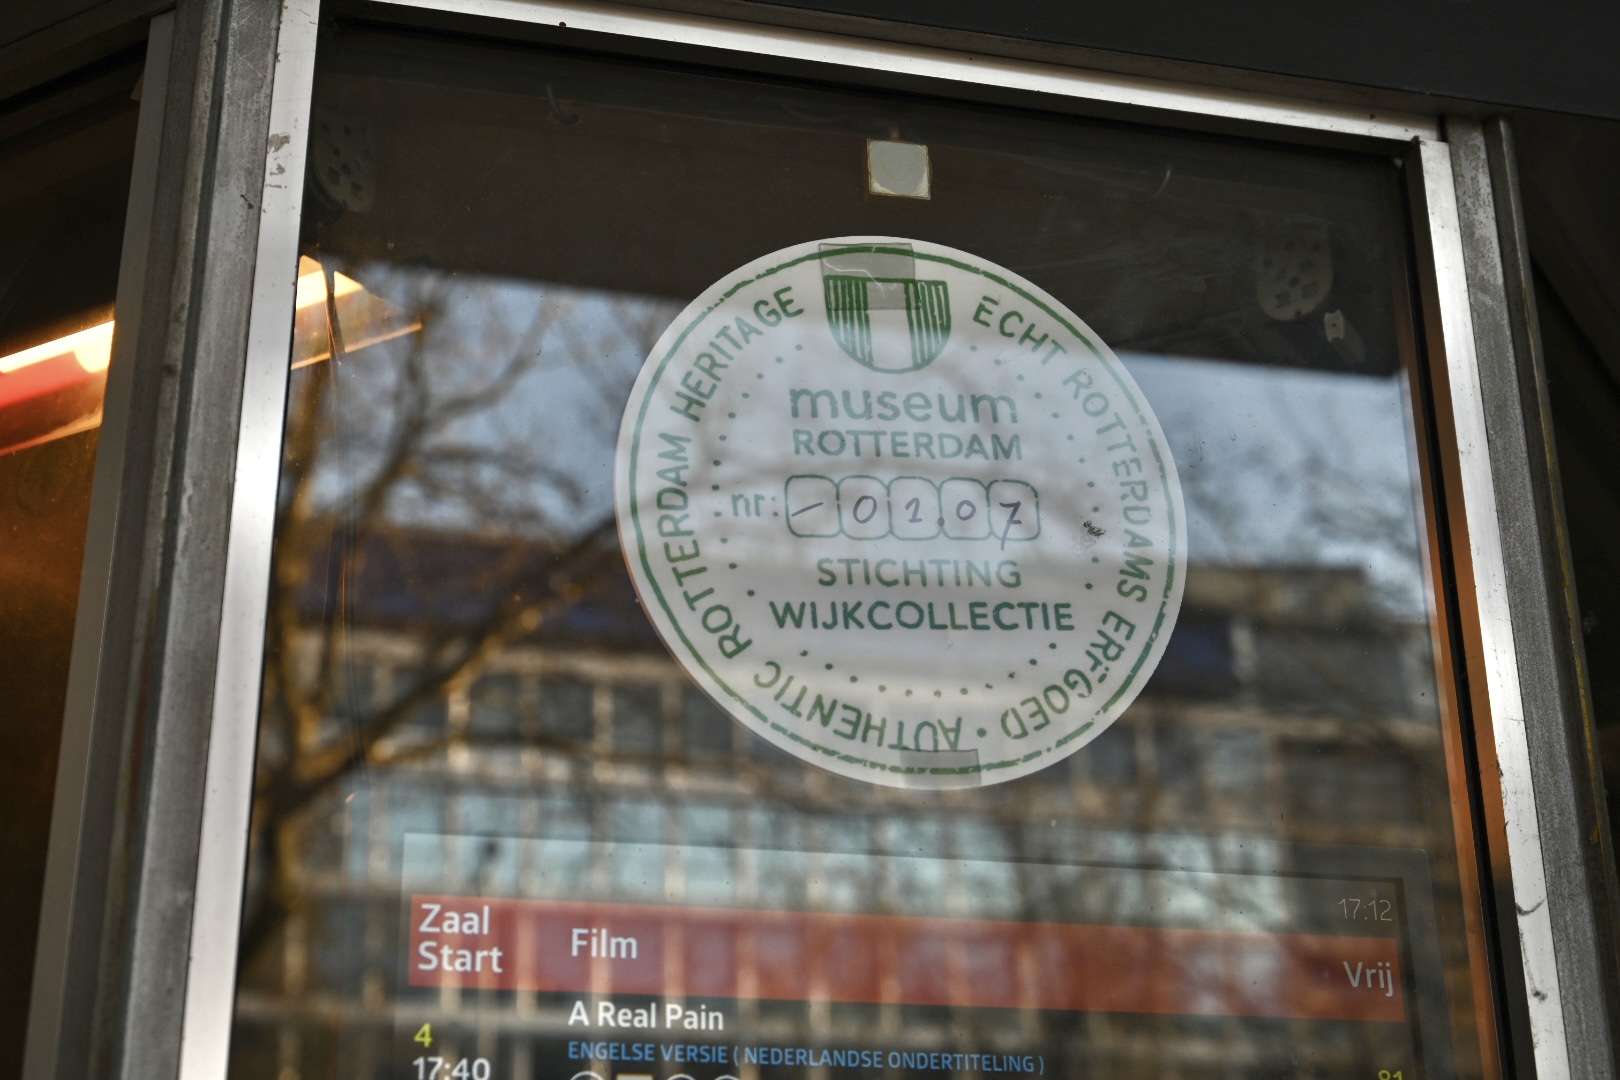 AUTHENTIC ROTTERDAM HERITAGE
ECHT ROTTERDAMS ERFGOED •
museum
ROTTERDAM
nr: - 01.07
STICHTING
WIJKCOLLECTIE
17:12
Zaal
Start
Film
Vrij
A Real Pain
4
ENGELSE VERSIE ( NEDERLANDSE ONDERTITELING )
17:40
81